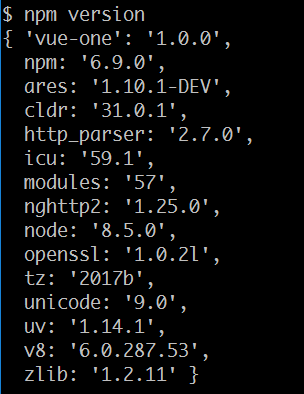 $ npm version
{ 'vue-one': '1.0.0',
  npm: '6.9.0',
  ares: '1.10.1-DEV',
  cldr: '31.0.1',
  http_parser: '2.7.0',
  icu: '59.1',
  modules: '57',
  nghttp2: '1.25.0',
  node: '8.5.0',
  openssl: '1.0.2l',
  tz: '2017b',
  unicode: '9.0',
  uv: '1.14.1',
  v8: '6.0.287.53',
  zlib: '1.2.11' }